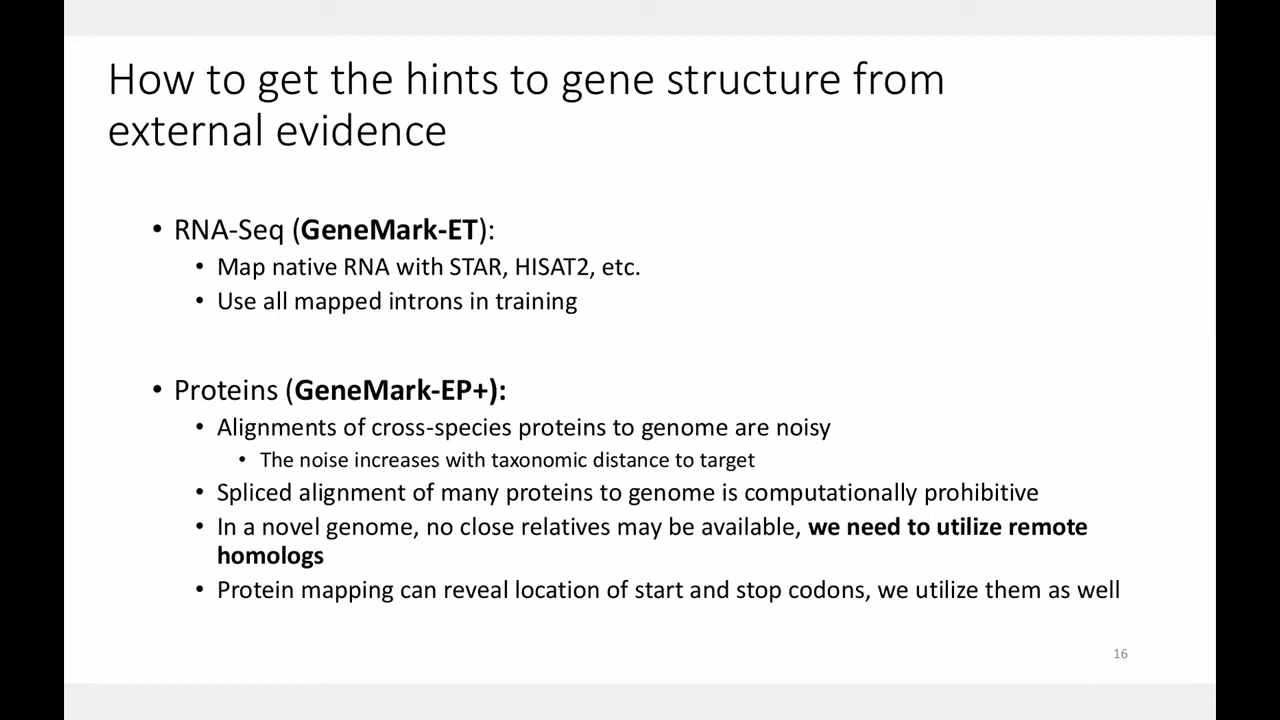 How to get the hints to gene structure from
external evidence
• RNA-Seq (GeneMark-ET):
• Map native RNA with STAR, HISAT2, etc.
• Use all mapped introns in training
• Proteins (GeneMark-EP+):
• Alignments of cross-species proteins to genome are noisy
• The noise increases with taxonomic distance to target
• Spliced alignment of many proteins to genome is computationally prohibitive
• In a novel genome, no close relatives may be available, we need to utilize remote
homologs
• Protein mapping can reveal location of start and stop codons, we utilize them as well
16